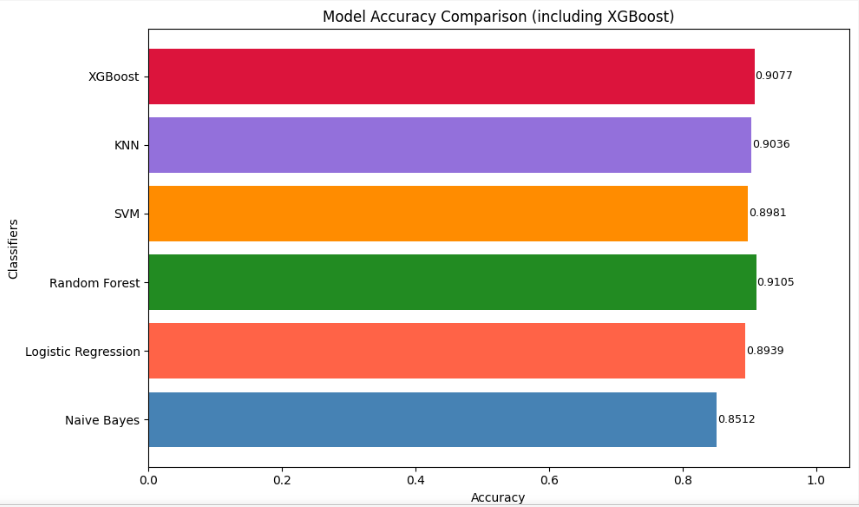 Model Accuracy Comparison (including XGBoost)
XGBoost 0.9077
KNN 0.9036
SVM 0.8981
Classifiers
Random Forest 0.9105
Logistic Regression 0.8939
Naive Bayes 0.8512
0.0 0.2 0.4 0.6 0.8 1.0
Accuracy